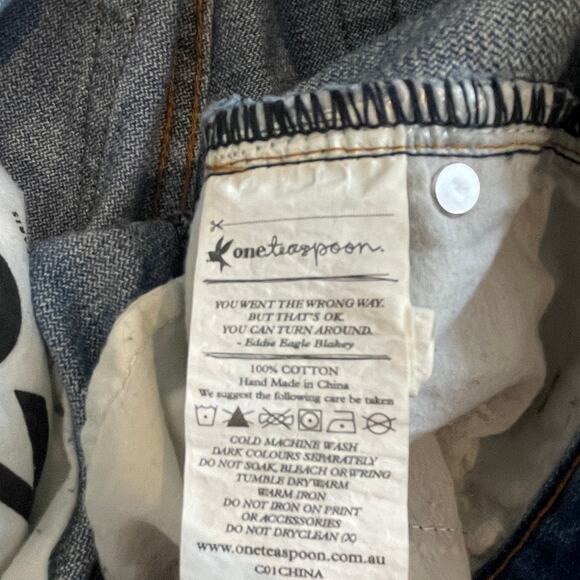 oneteaspoon.
YOU WENT THE WRONG WAY.
BUT THAT'S OK.
YOU CAN TURN AROUND.
- Eddie Eagle Blakey
100% COTTON
Hand Made in China
We suggest the following care be taken
COLD MACHINE WASH
DARK COLOURS SEPARATELY
DO NOT SOAK, BLEACH OR WRING
TUMBLE DRY WARM
WARM IRON
DO NOT IRON ON PRINT
OR ACCESSORIES
DO NOT DRYCLEAN (X)
www.oneteaspoon.com.au
C01CHINA